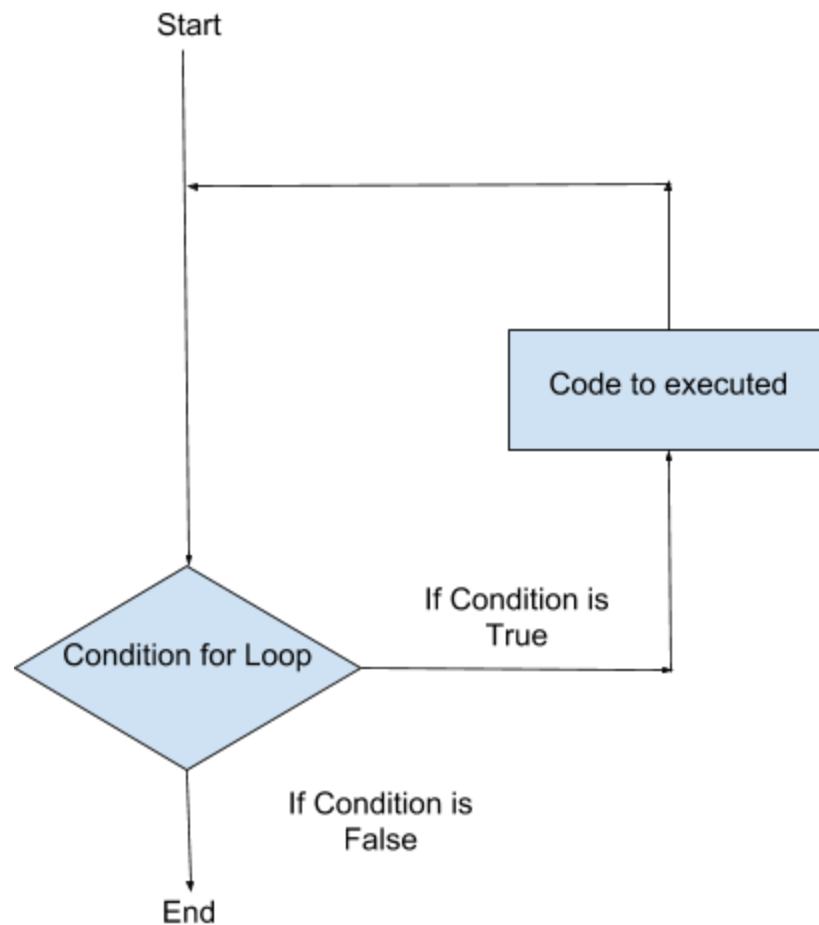 Start
Code to executed
If Condition is
True
Condition for Loop
If Condition is
False
End